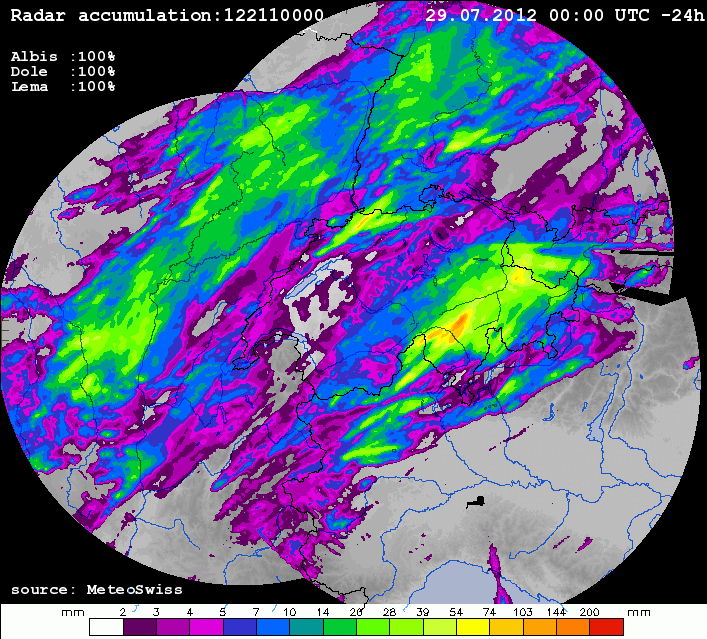 Radar accumulation:122110000 29.07.2012 00:00 UTC -24h
Albis :100%
Dole :100%
Lema :100%
source: MeteoSwiss
mm 2 3 4 5 7 10 14 20 28 39 54 74 103 144 200 mm